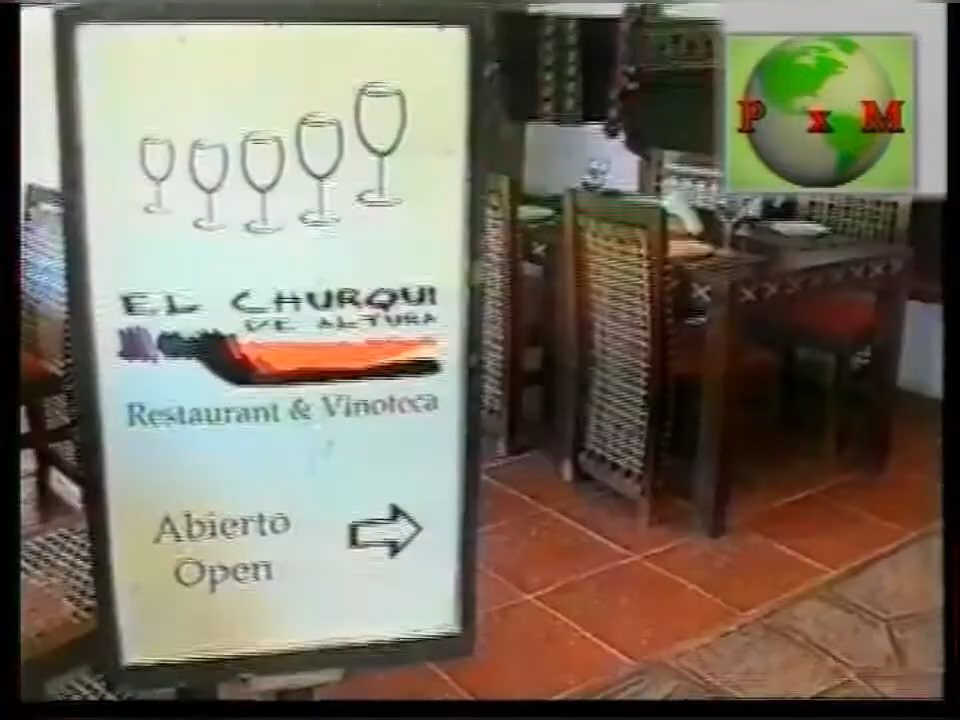 P x M
EL CHURQUI
DE ALTURA
Restaurant & Vinoteca
Abierto
Open